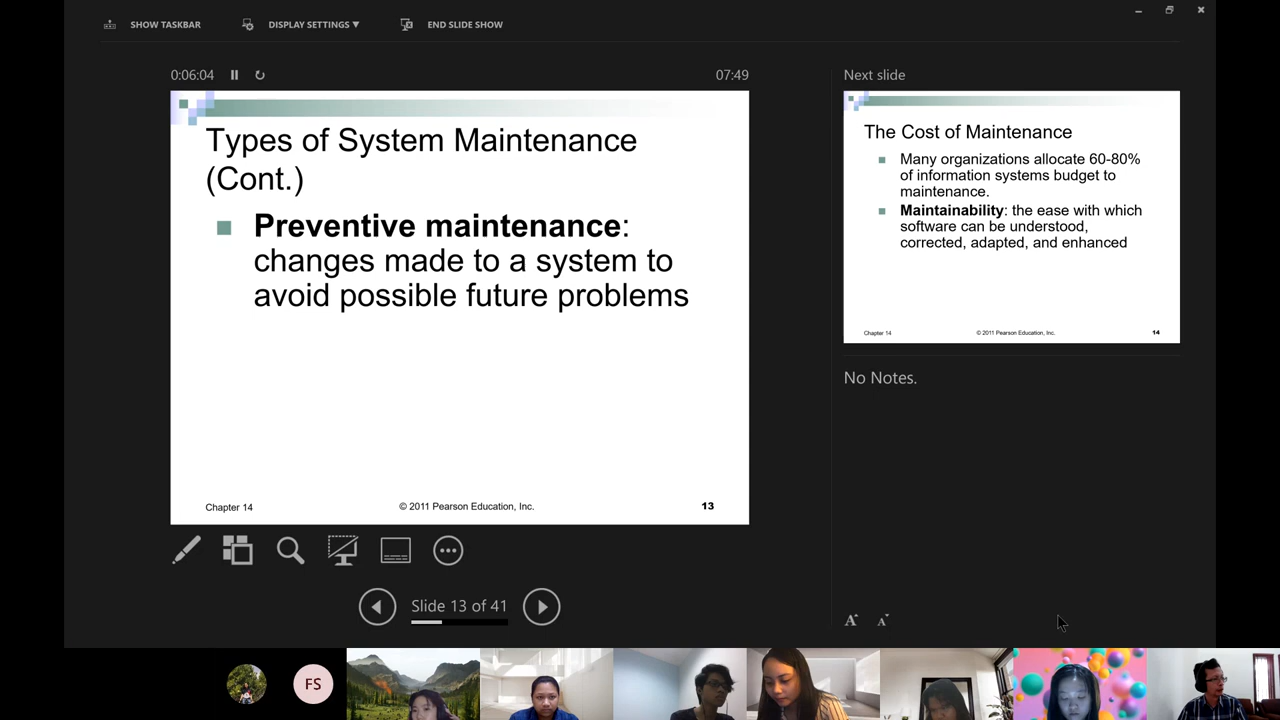 SHOW TASKBAR
DISPLAY SETTINGS ▼
END SLIDE SHOW
0:06:04
07:49
Types of System Maintenance
(Cont.)
Preventive maintenance:
changes made to a system to
avoid possible future problems
Chapter 14
© 2011 Pearson Education, Inc.
13
Slide 13 of 41
Next slide
The Cost of Maintenance
Many organizations allocate 60-80%
of information systems budget to
maintenance.
Maintainability: the ease with which
software can be understood,
corrected, adapted, and enhanced
Chapter 14
© 2011 Pearson Education, Inc.
14
No Notes.
A A
FS